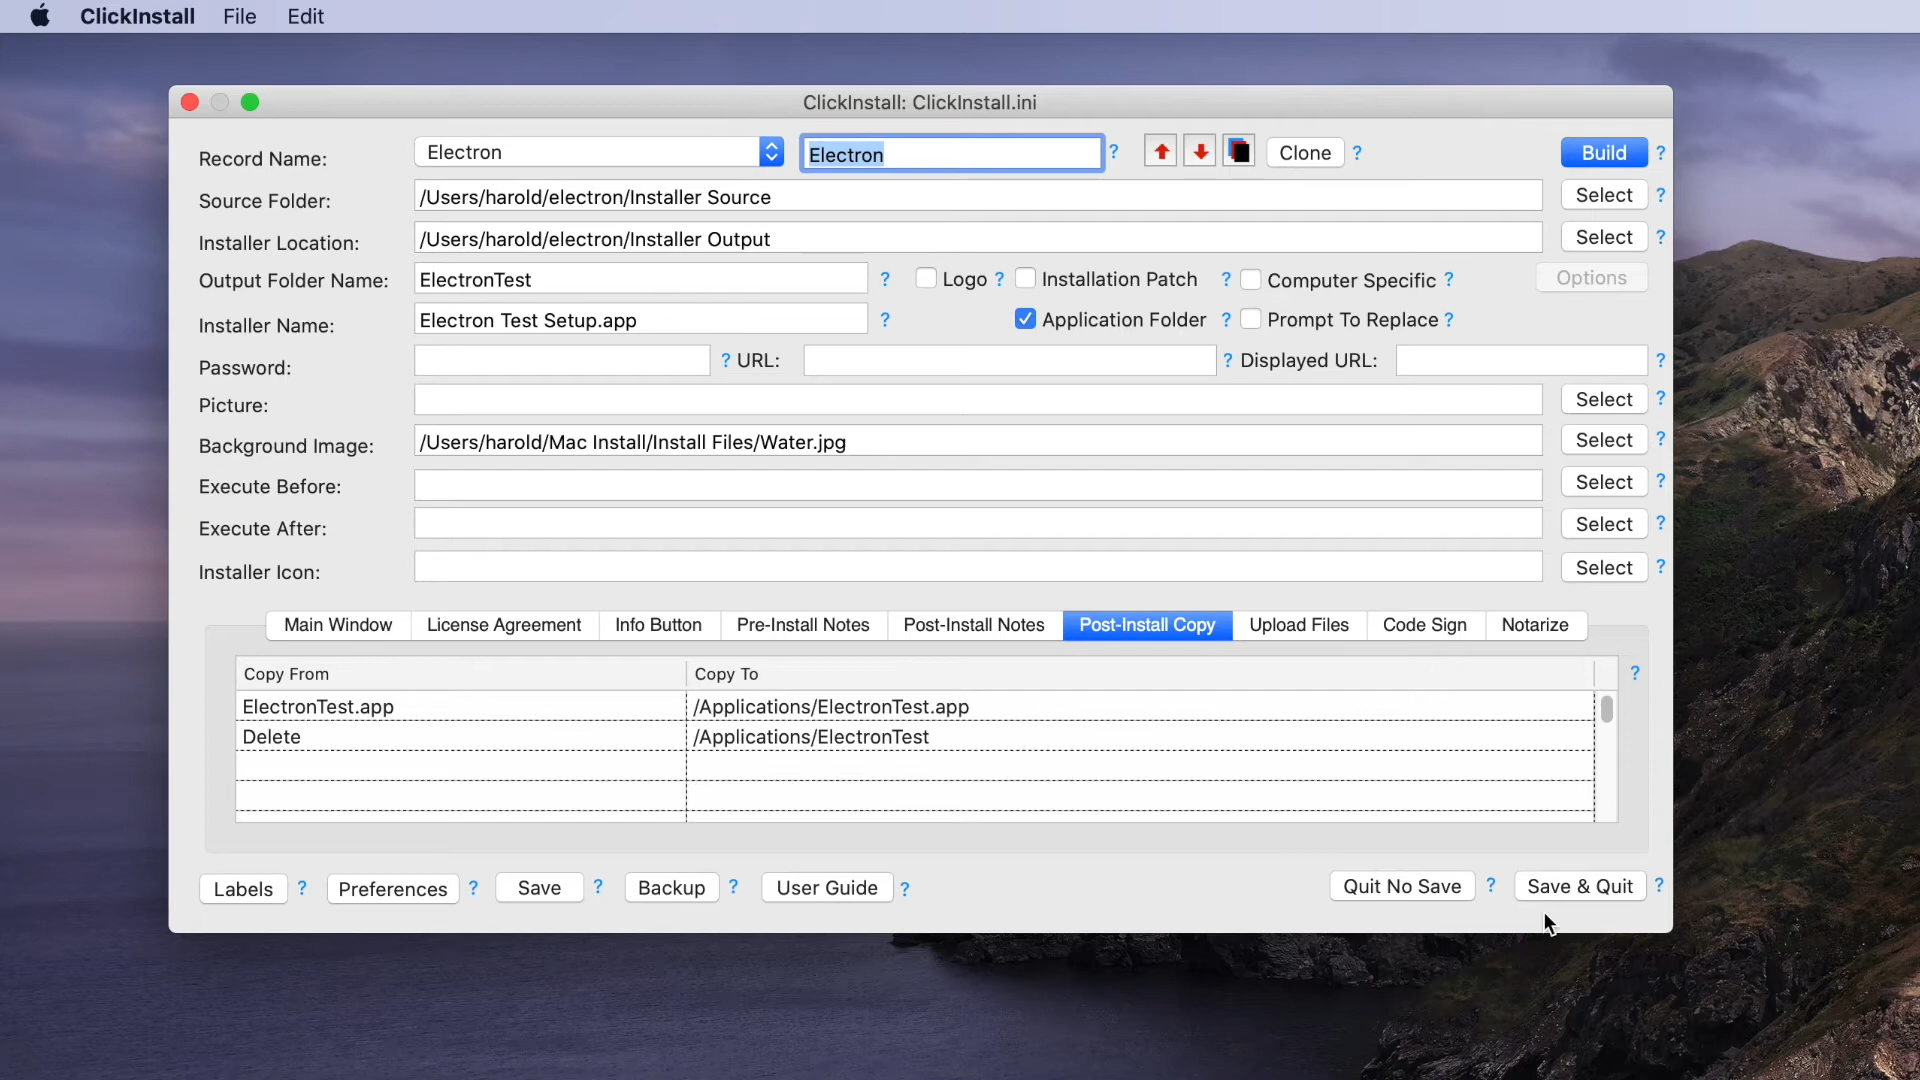 ClickInstall File Edit
ClickInstall: ClickInstall.ini
Record Name: Electron Electron ? Clone ? Build ?
Source Folder: /Users/harold/electron/Installer Source Select ?
Installer Location: /Users/harold/electron/Installer Output Select ?
Output Folder Name: ElectronTest ? Logo ? Installation Patch ? Computer Specific ? Options
Installer Name: Electron Test Setup.app ? Application Folder ? Prompt To Replace ?
Password: ? URL: ? Displayed URL: ?
Picture: Select ?
Background Image: /Users/harold/Mac Install/Install Files/Water.jpg Select ?
Execute Before: Select ?
Execute After: Select ?
Installer Icon: Select ?
Main Window License Agreement Info Button Pre-Install Notes Post-Install Notes Post-Install Copy Upload Files Code Sign Notarize
Copy From Copy To ?
ElectronTest.app /Applications/ElectronTest.app
Delete /Applications/ElectronTest
Labels ? Preferences ? Save ? Backup ? User Guide ? Quit No Save ? Save & Quit ?